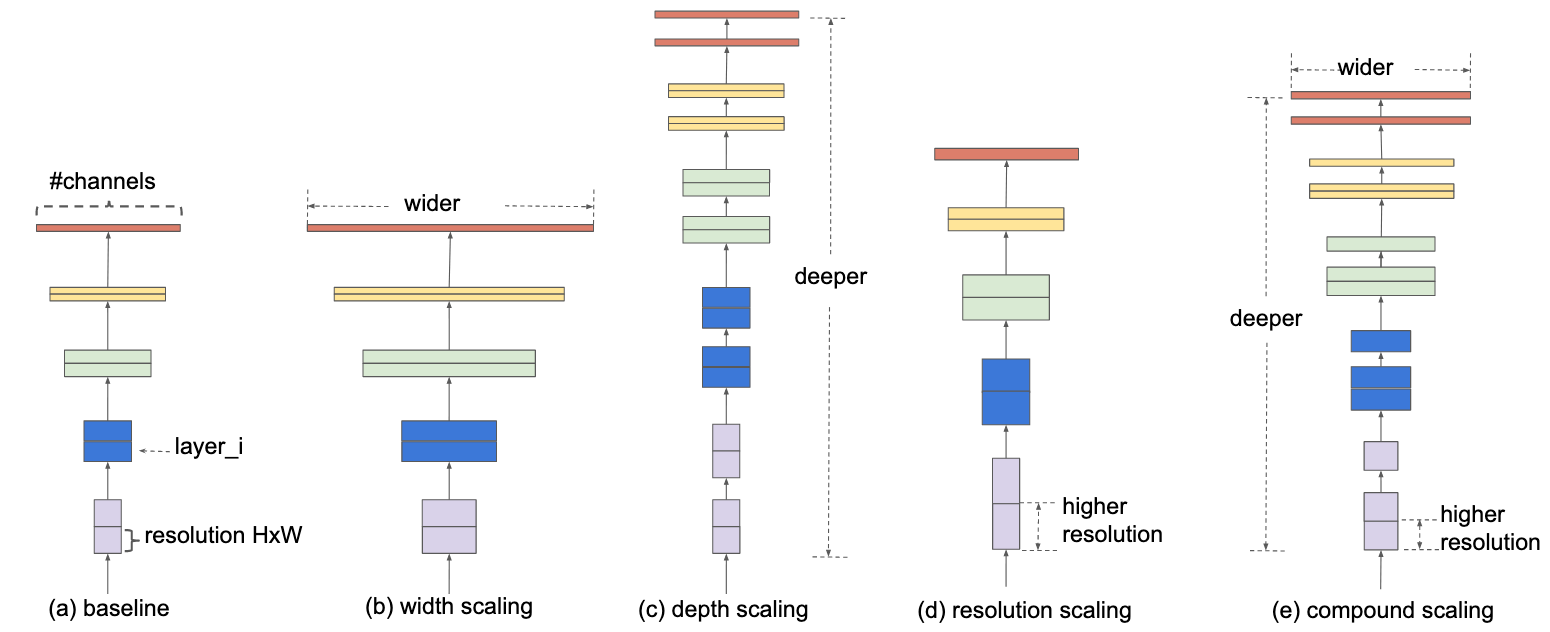 #channels
layer_i
resolution HxW
(a) baseline
wider
(b) width scaling
deeper
(c) depth scaling
higher
resolution
(d) resolution scaling
wider
deeper
higher
resolution
(e) compound scaling